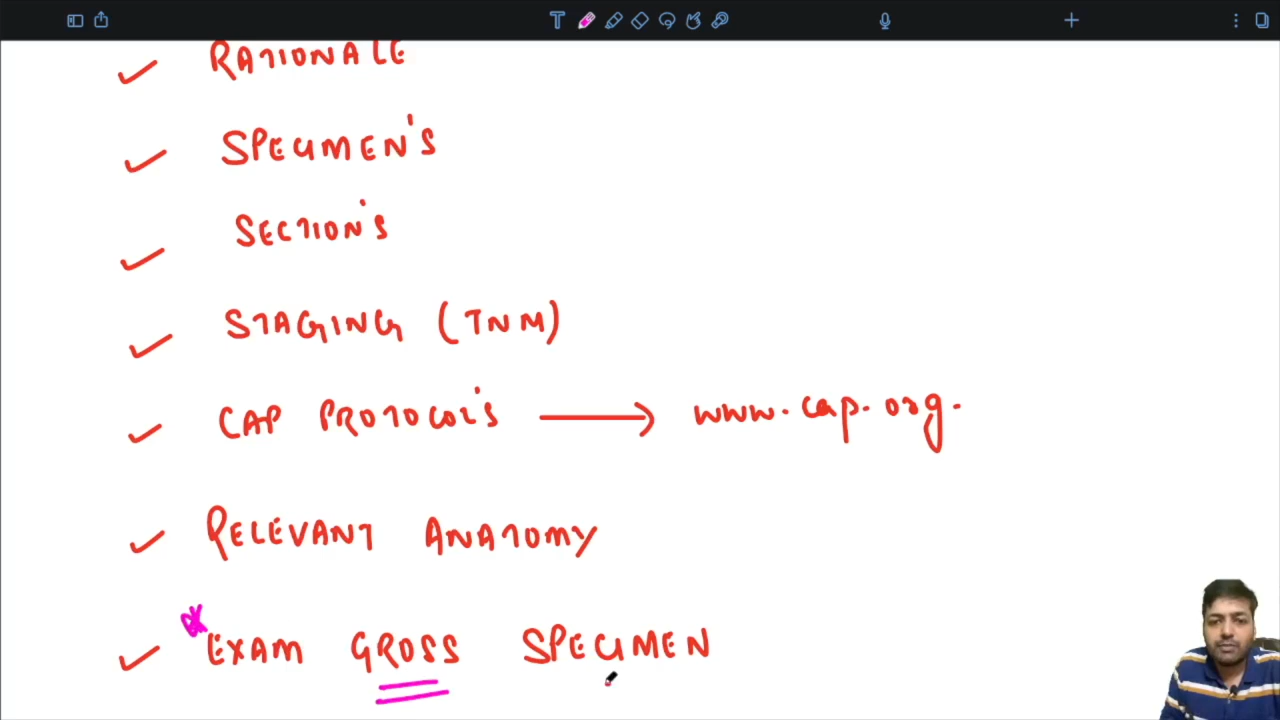 RATIONALE
SPECIMEN'S
SECTION'S
STAGING (TNM)
CAP PROTOCOL'S → www.cap.org.
RELEVANT ANATOMY
* EXAM GROSS SPECIMEN